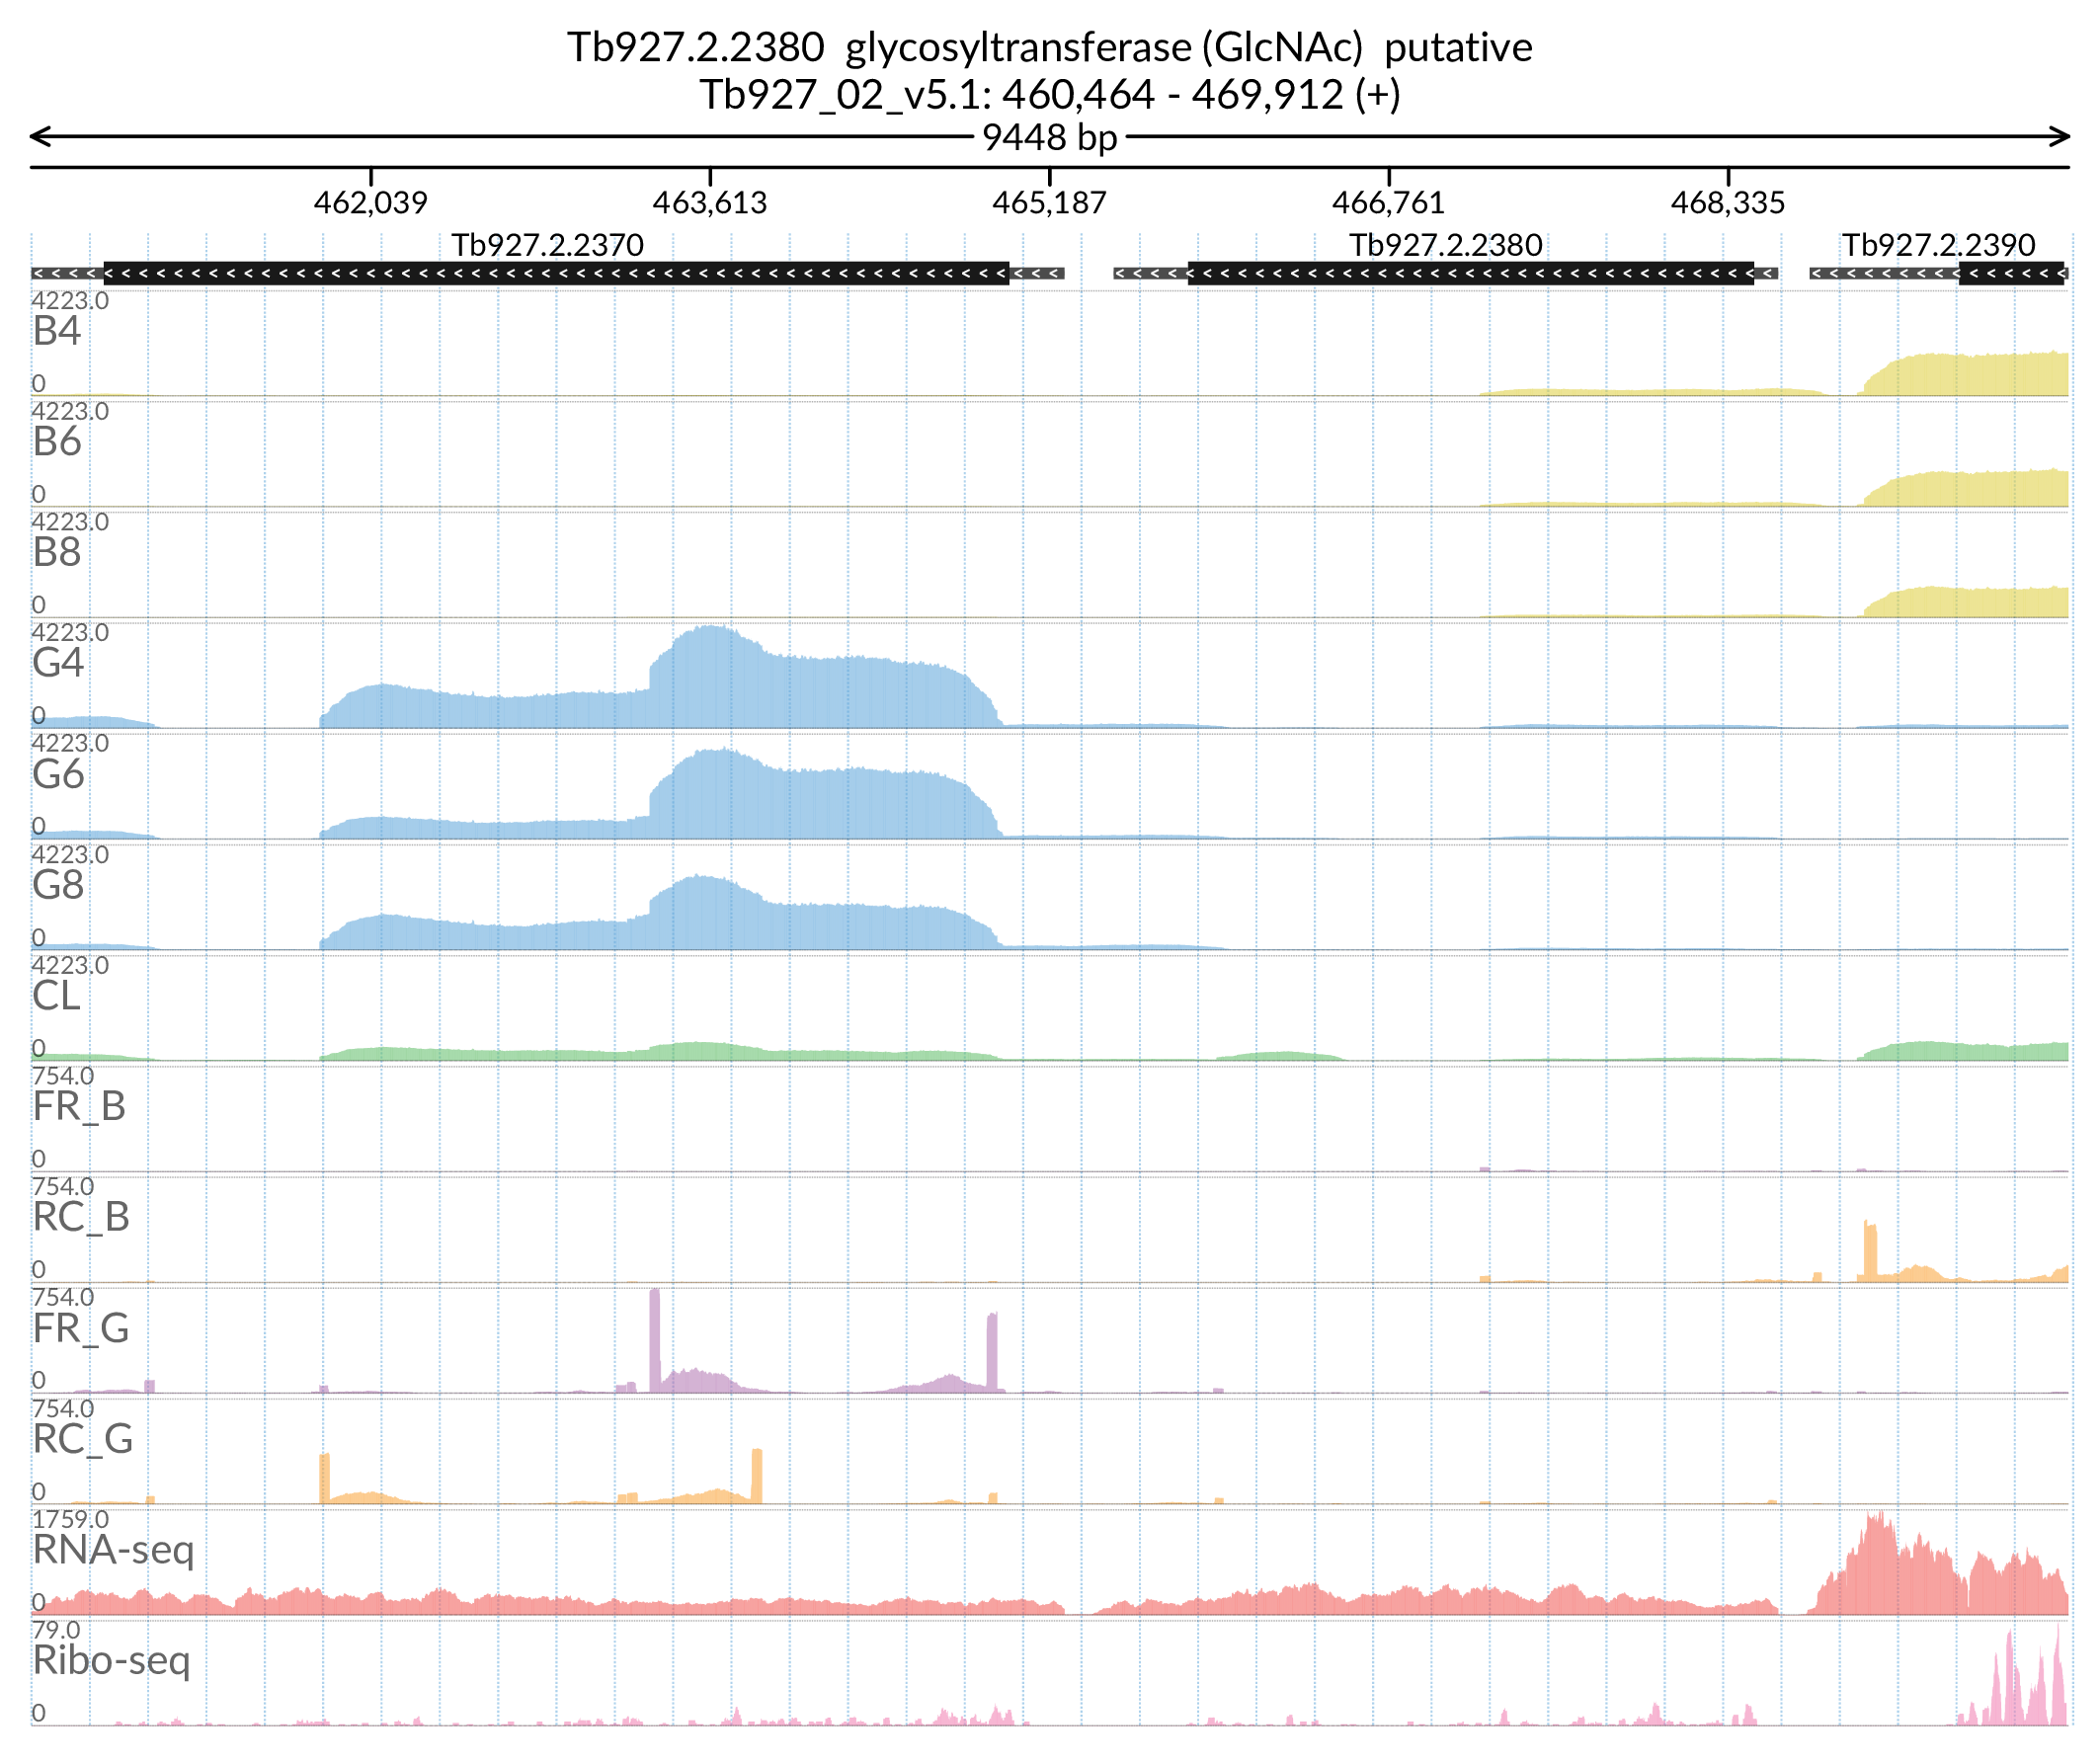 Tb927.2.2380 glycosyltransferase (GlcNAc) putative
Tb927_02_v5.1: 460,464 - 469,912 (+)
9448 bp
462,039 463,613 465,187 466,761 468,335
Tb927.2.2370 Tb927.2.2380 Tb927.2.2390
4223.0
B4
0
4223.0
B6
0
4223.0
B8
0
4223.0
G4
0
4223.0
G6
0
4223.0
G8
0
4223.0
CL
0
754.0
FR_B
0
754.0
RC_B
0
754.0
FR_G
0
754.0
RC_G
0
1759.0
RNA-seq
0
79.0
Ribo-seq
0